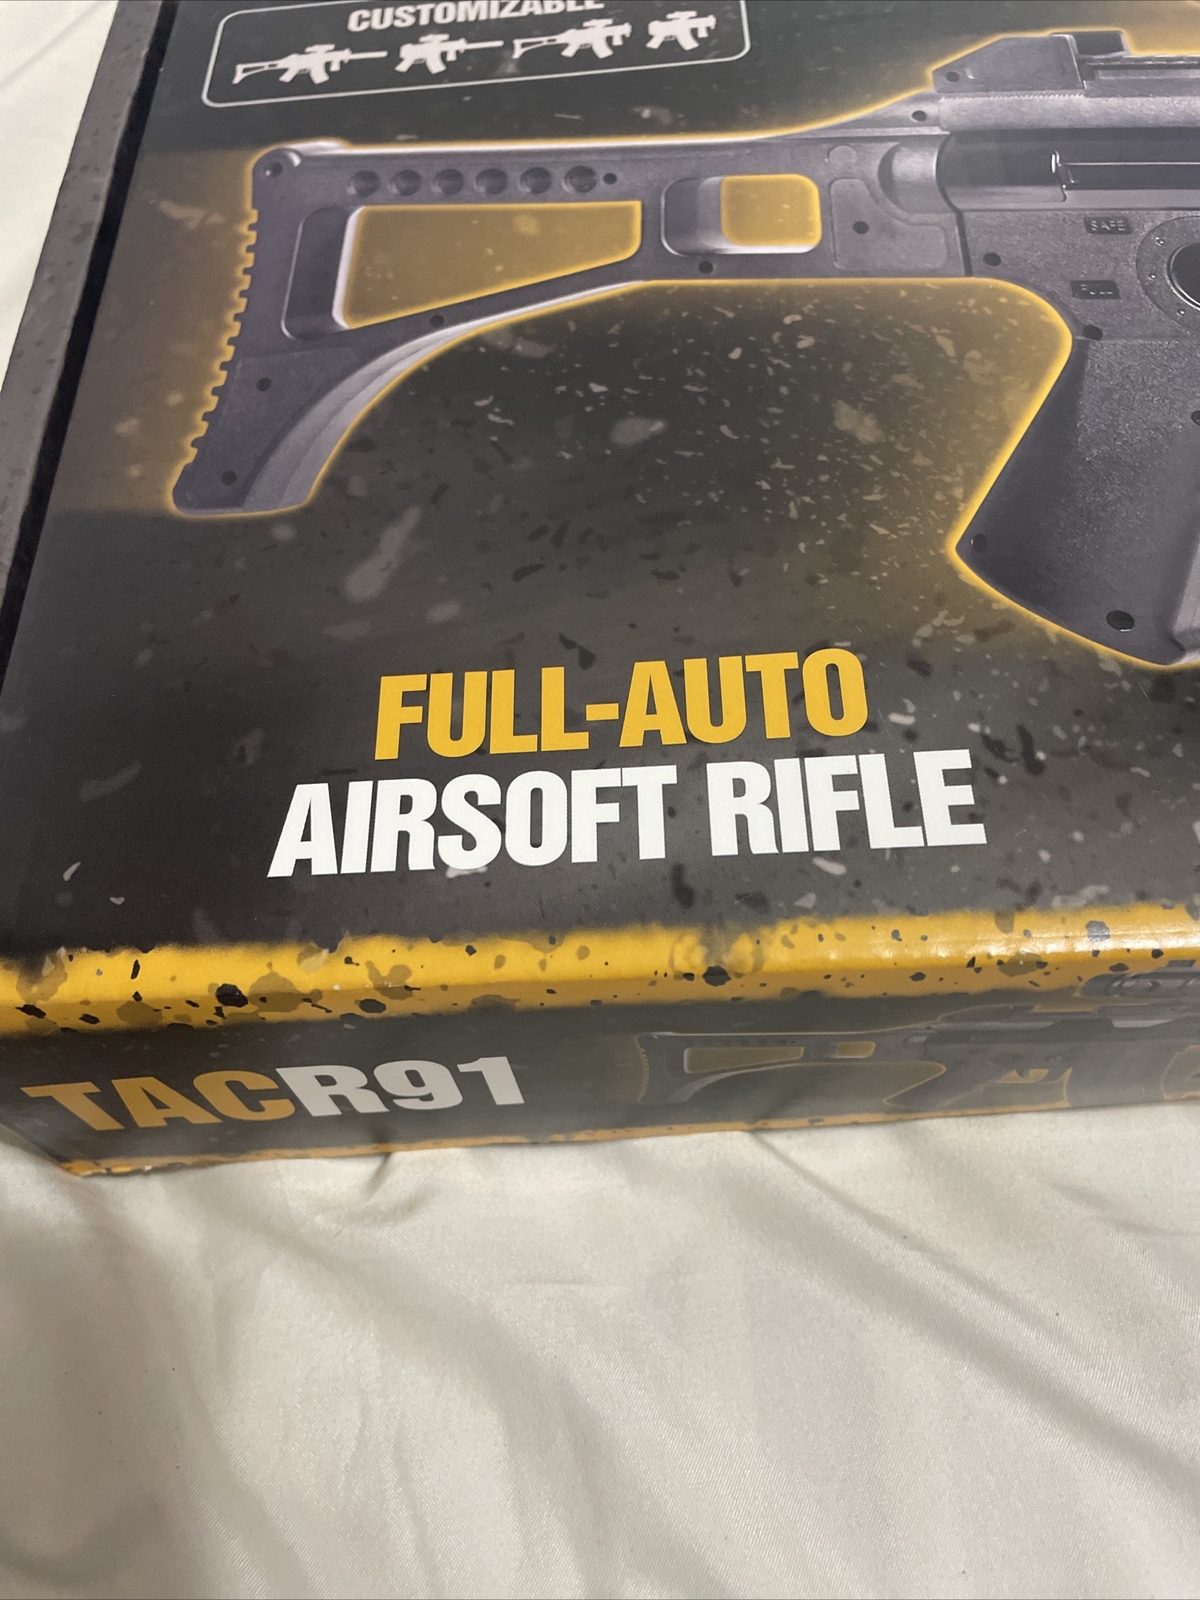 CUSTOMIZABLE
SAFE
FULL
FULL-AUTO
AIRSOFT RIFLE
TACR91